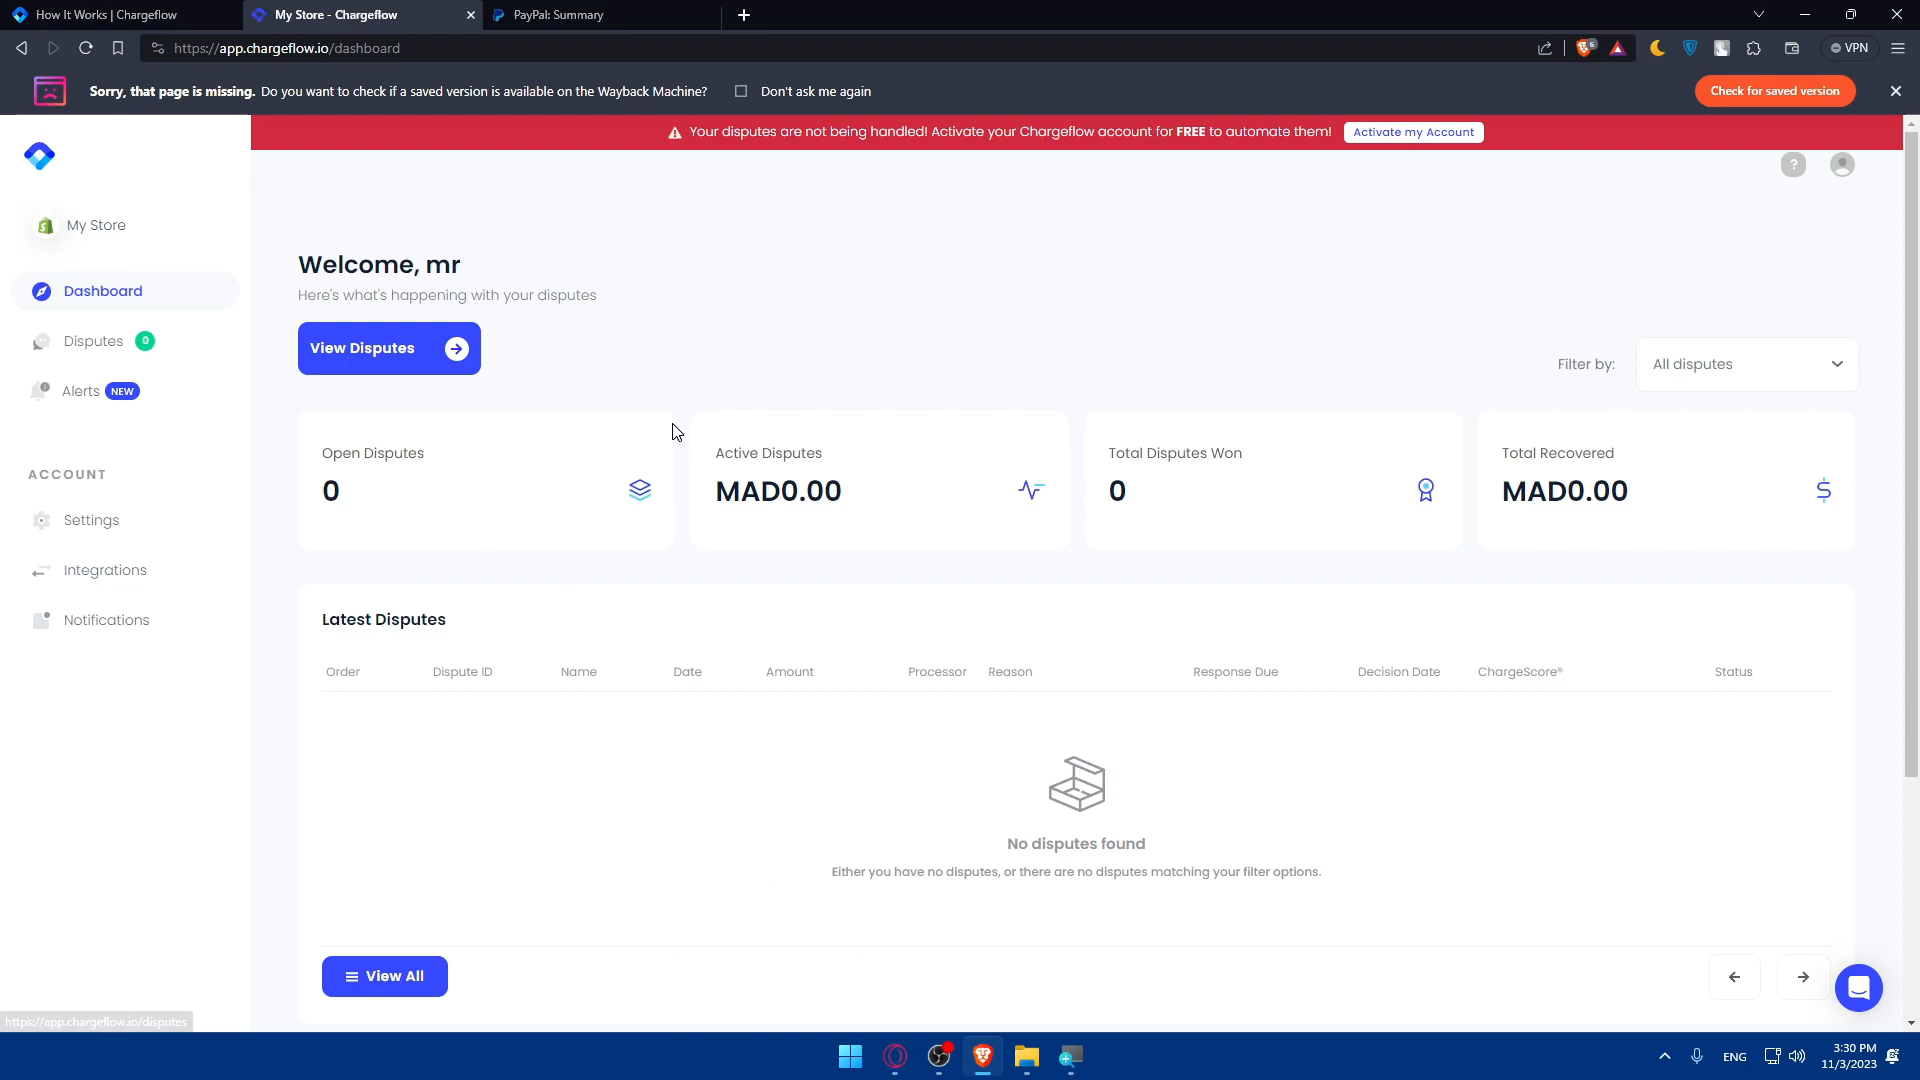 How It Works | Chargeflow
My Store - Chargeflow
PayPal: Summary
https://app.chargeflow.io/dashboard
6
VPN
Sorry, that page is missing. Do you want to check if a saved version is available on the Wayback Machine?
Don't ask me again
Check for saved version
Your disputes are not being handled! Activate your Chargeflow account for FREE to automate them!
Activate my Account
?
My Store
Dashboard
Disputes 0
Alerts NEW
ACCOUNT
Settings
Integrations
Notifications
Welcome, mr
Here's what's happening with your disputes
View Disputes
Filter by:
All disputes
Open Disputes
0
Active Disputes
MAD0.00
Total Disputes Won
0
Total Recovered
MAD0.00
Latest Disputes
Order Dispute ID Name Date Amount Processor Reason Response Due Decision Date ChargeScore® Status
No disputes found
Either you have no disputes, or there are no disputes matching your filter options.
View All
https://app.chargeflow.io/disputes
ENG
3:30 PM
11/3/2023